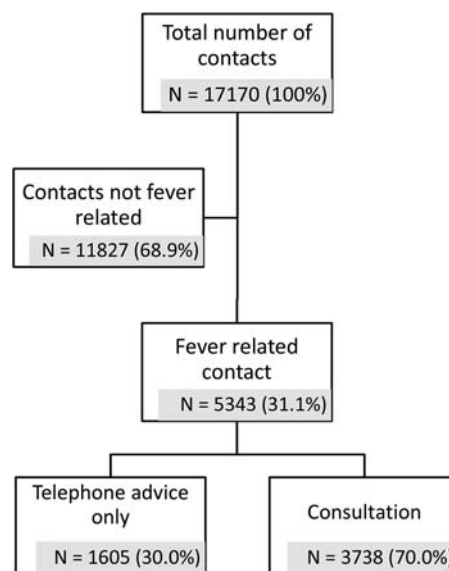 Total number of
contacts
N = 17170 (100%)
Contacts not fever
related
N = 11827 (68.9%)
Fever related
contact
N = 5343 (31.1%)
Telephone advice
only
N = 1605 (30.0%)
Consultation
N = 3738 (70.0%)